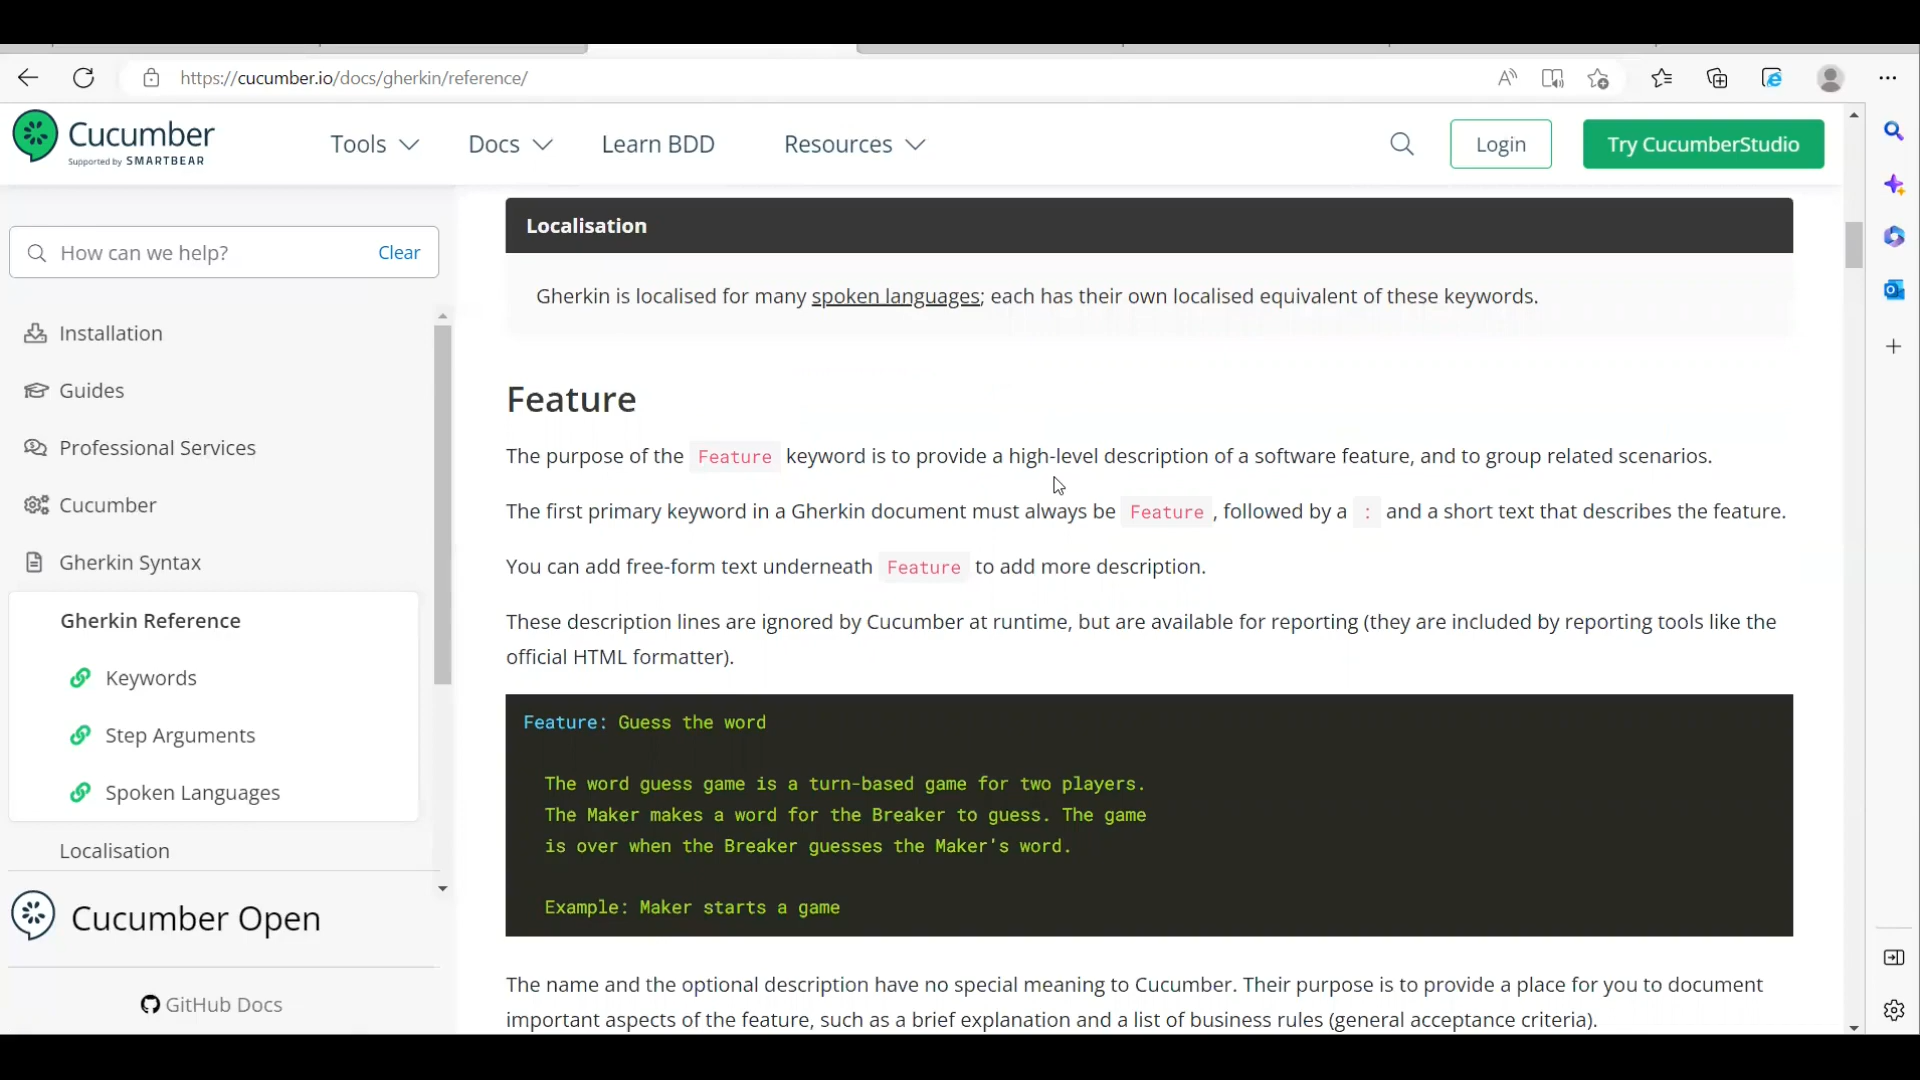 https://cucumber.io/docs/gherkin/reference/
Cucumber
Supported by SMARTBEAR
Tools
Docs
Learn BDD
Resources
Login
Try CucumberStudio
How can we help?
Clear
Installation
Guides
Professional Services
Cucumber
Gherkin Syntax
Gherkin Reference
Keywords
Step Arguments
Spoken Languages
Localisation
Cucumber Open
GitHub Docs
Localisation
Gherkin is localised for many spoken languages; each has their own localised equivalent of these keywords.
Feature
The purpose of the Feature keyword is to provide a high-level description of a software feature, and to group related scenarios.
The first primary keyword in a Gherkin document must always be Feature, followed by a : and a short text that describes the feature.
You can add free-form text underneath Feature to add more description.
These description lines are ignored by Cucumber at runtime, but are available for reporting (they are included by reporting tools like the
official HTML formatter).
Feature: Guess the word
The word guess game is a turn-based game for two players.
The Maker makes a word for the Breaker to guess. The game
is over when the Breaker guesses the Maker's word.
Example: Maker starts a game
The name and the optional description have no special meaning to Cucumber. Their purpose is to provide a place for you to document
important aspects of the feature, such as a brief explanation and a list of business rules (general acceptance criteria).